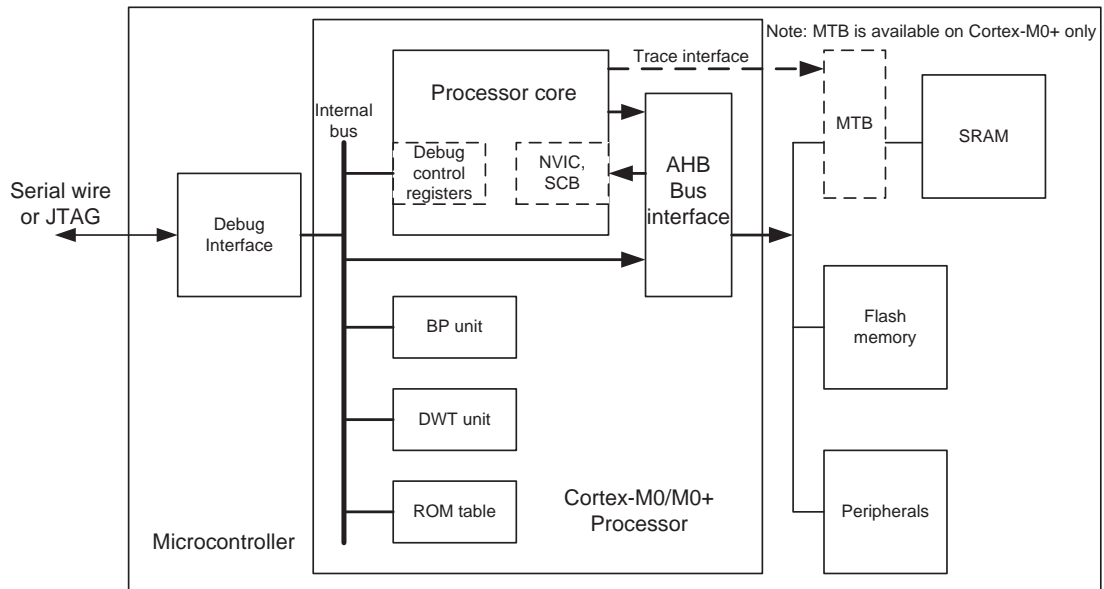 Note: MTB is available on Cortex-M0+ only
Trace interface
Processor core
Internal
bus
MTB
SRAM
Debug
control
registers
NVIC,
SCB
AHB
Bus
interface
Serial wire
or JTAG
Debug
Interface
BP unit
Flash
memory
DWT unit
ROM table
Cortex-M0/M0+
Processor
Peripherals
Microcontroller